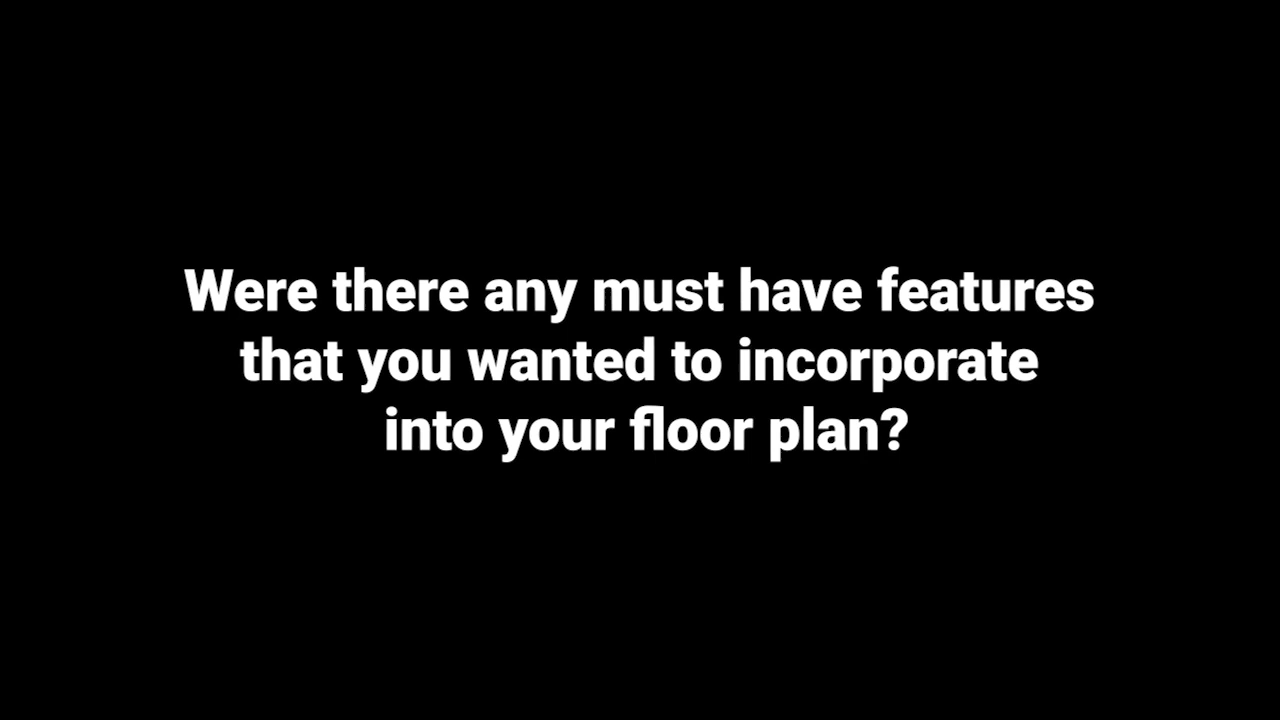 Were there any must have features
that you wanted to incorporate
into your floor plan?